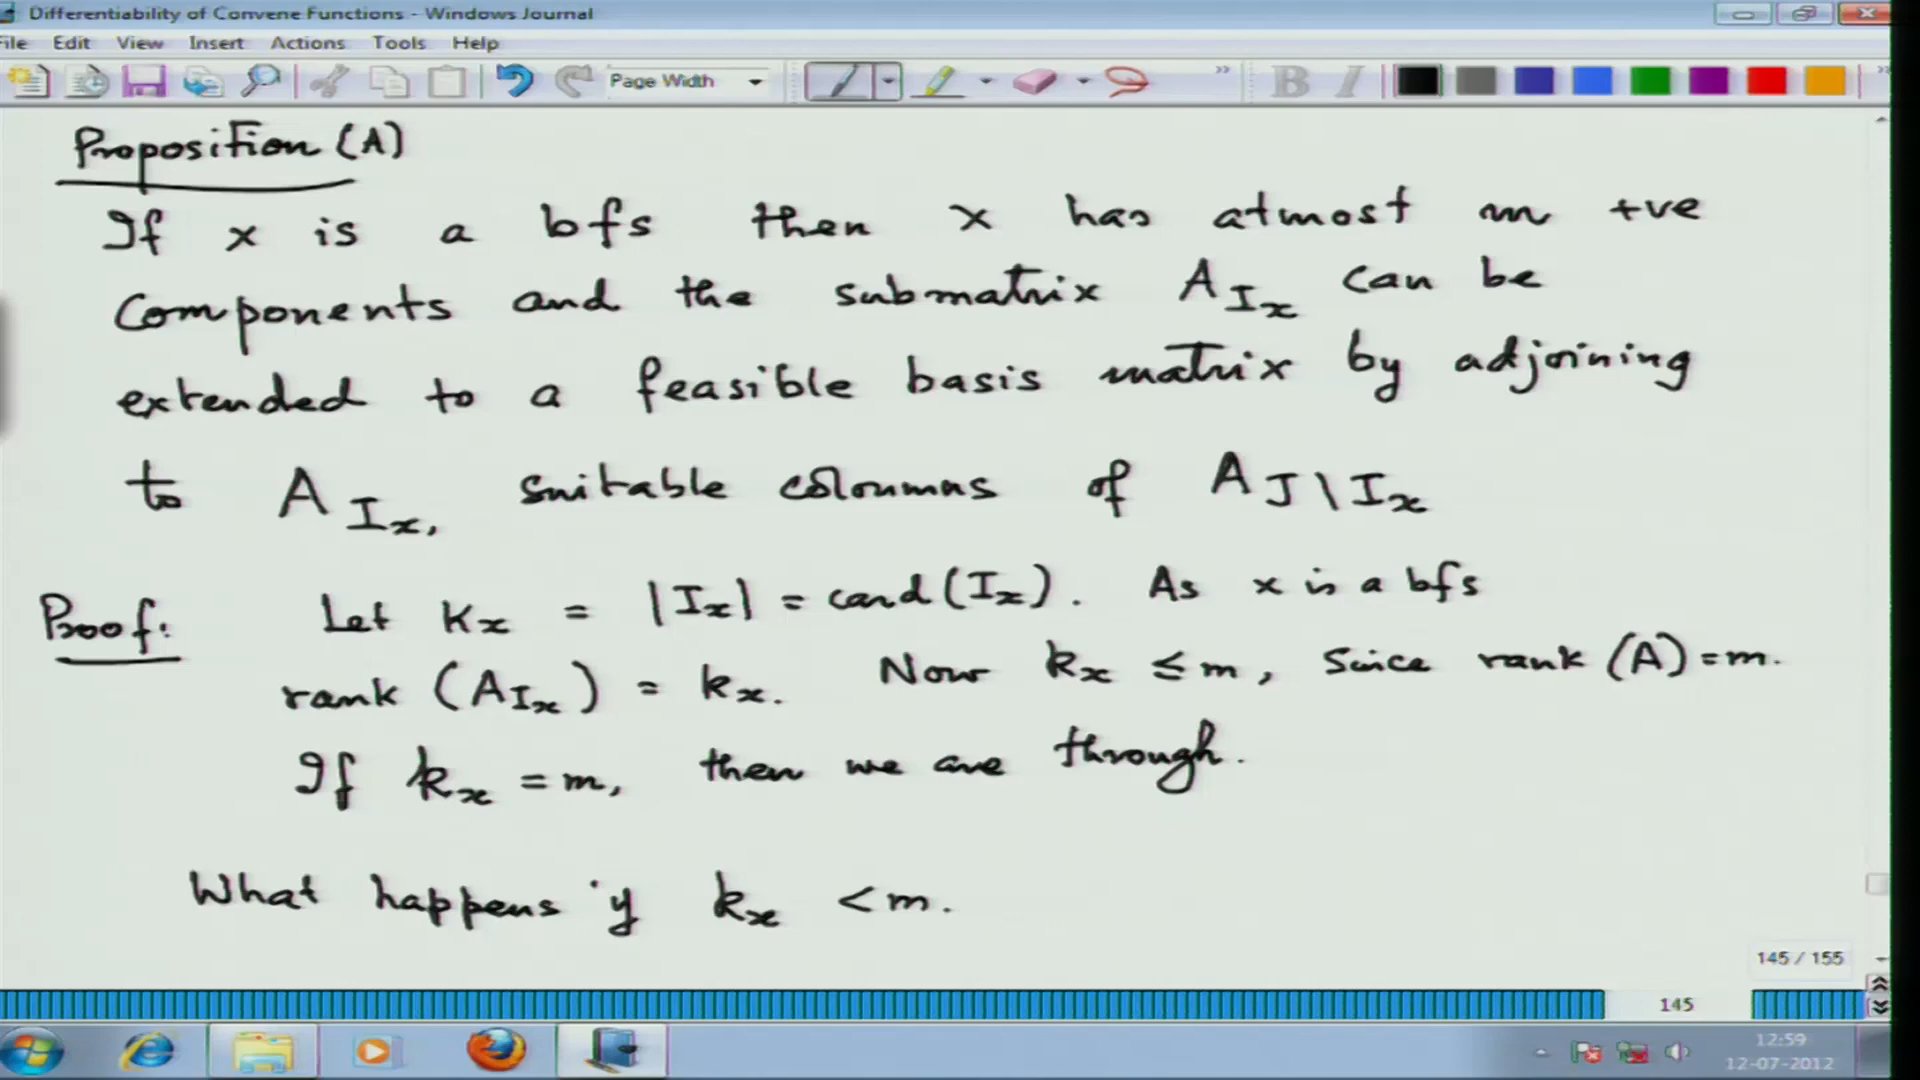 Differentiability of Convene Functions - Windows Journal
File Edit View Insert Actions Tools Help
Page Width
B I
Proposition (A)
If x is a bfs then x has atmost m +ve
components and the submatrix A_{I_x} can be
extended to a feasible basis matrix by adjoining
to A_{I_x}, suitable coloumns of A_{J\I_x}
Proof: Let k_x = |I_x| = card(I_x). As x is a bfs
rank (A_{I_x}) = k_x. Now k_x ≤ m, Since rank (A) = m.
If k_x = m, then we are through.
What happens if k_x < m.
145 / 155
145
12:59
12-07-2012